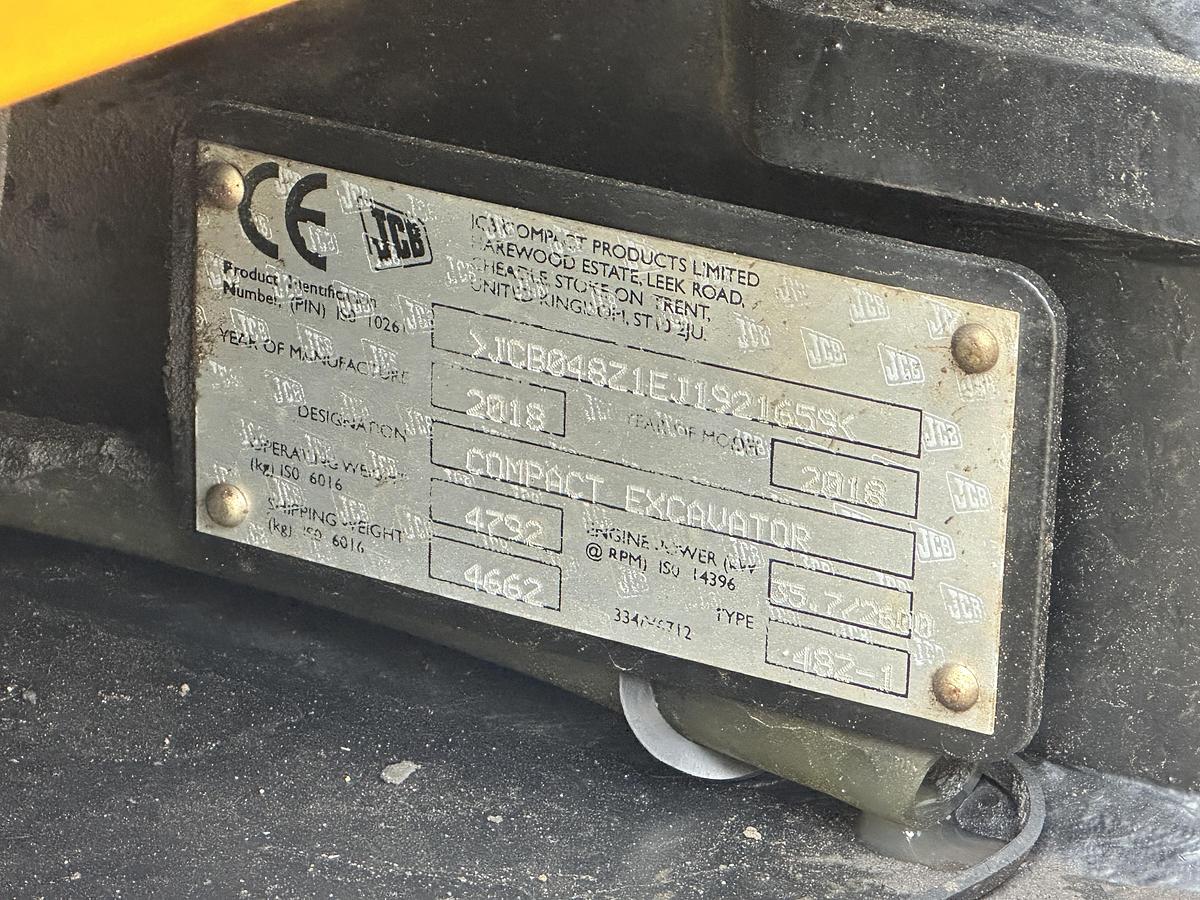 CE JCB
JCB COMPACT PRODUCTS LIMITED
HAREWOOD ESTATE, LEEK ROAD,
CHEADLE, STOKE ON TRENT,
UNITED KINGDOM, ST10 2JU.
Product Identification
Number (PIN) ISO 10261
>JCB048Z1EJ1921659<
YEAR OF MANUFACTURE 2018
YEAR OF MODEL 2018
DESIGNATION COMPACT EXCAVATOR
OPERATING WEIGHT
(kg) ISO 6016 4792
SHIPPING WEIGHT
(kg) ISO 6016 4662
ENGINE POWER (kW
@ RPM) ISO 14396 35.7/2600
TYPE 48Z-1